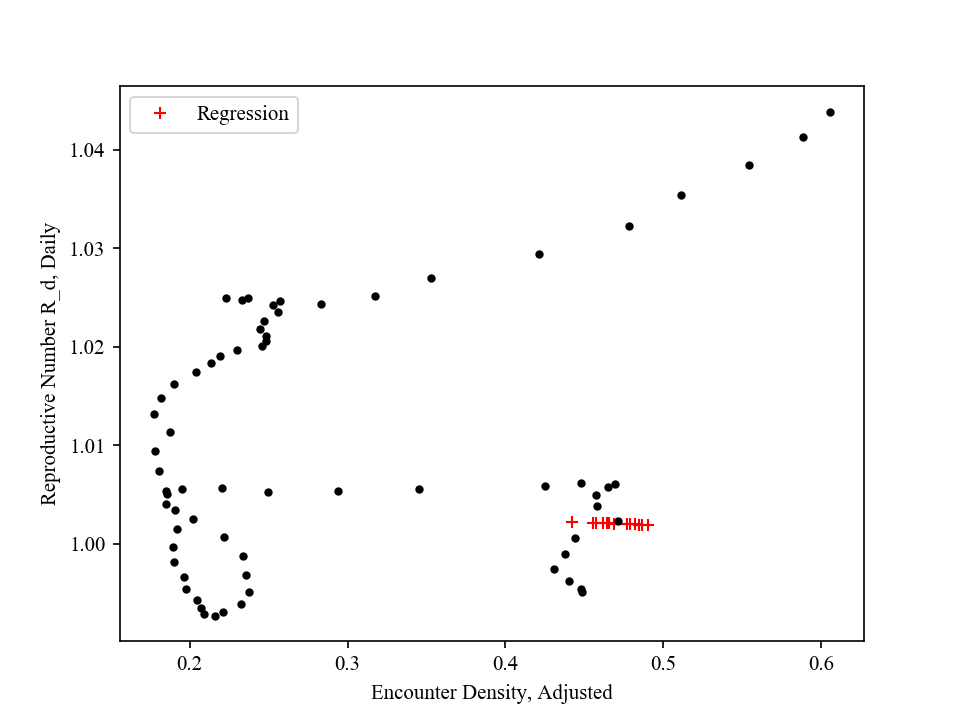 Regression
1.04
1.03
1.02
1.01
1.00
Reproductive Number R_d, Daily
0.2 0.3 0.4 0.5 0.6
Encounter Density, Adjusted